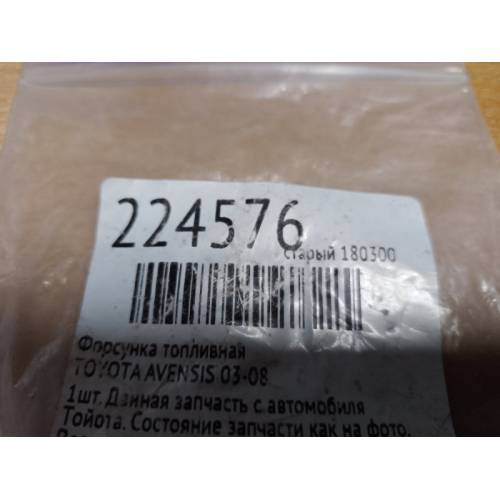 224576
старый 180300
Форсунка топливная
TOYOTA AVENSIS 03-08
1шт. Данная запчасть с автомобиля
Тойота. Состояние запчасти как на фото.